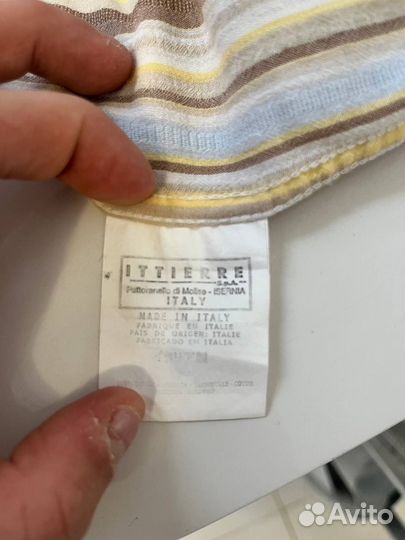 ITTIERRE
S.p.A.
Pettoranello di Molise - ISERNIA
ITALY
MADE IN ITALY
FABRIQUE EN ITALIE
PAIS DE ORIGEN: ITALIE
FABRICADO EN ITALIA
Avito